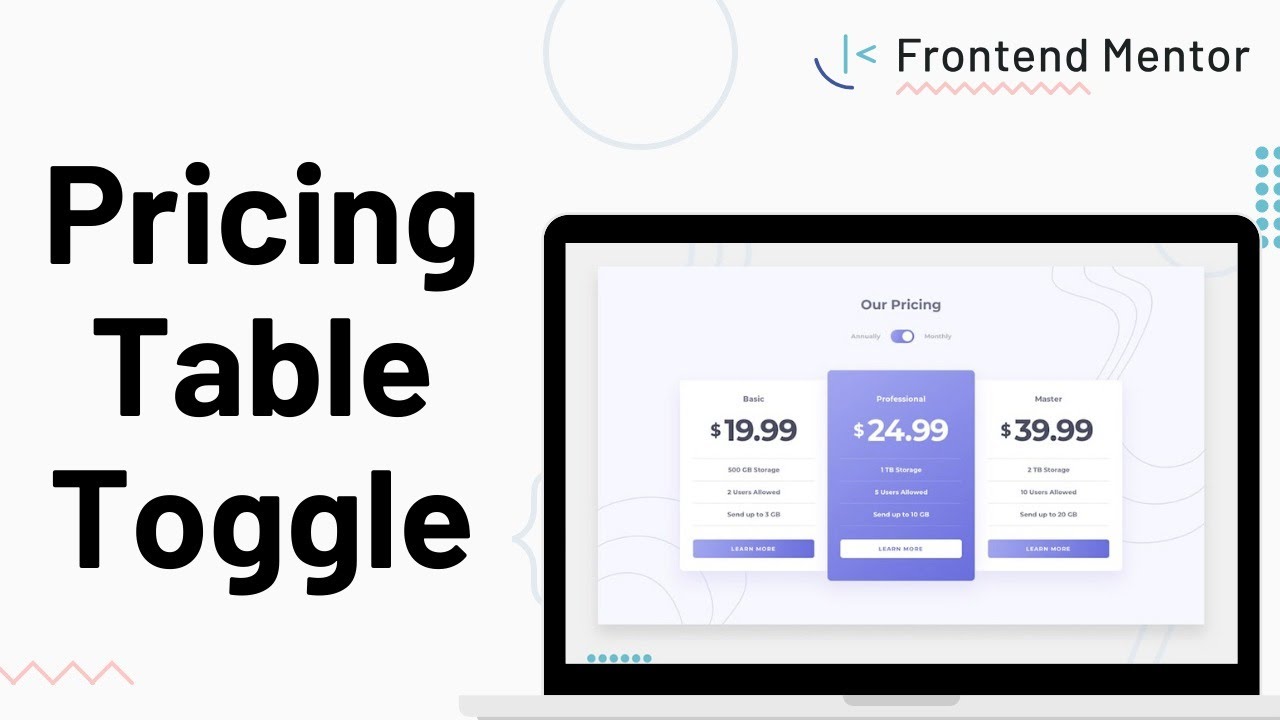 Frontend Mentor
Pricing
Table
Toggle
Our Pricing
Annually Monthly
Basic
$19.99
500 GB Storage
2 Users Allowed
Send up to 3 GB
LEARN MORE
Professional
$24.99
1 TB Storage
5 Users Allowed
Send up to 10 GB
LEARN MORE
Master
$39.99
2 TB Storage
10 Users Allowed
Send up to 20 GB
LEARN MORE